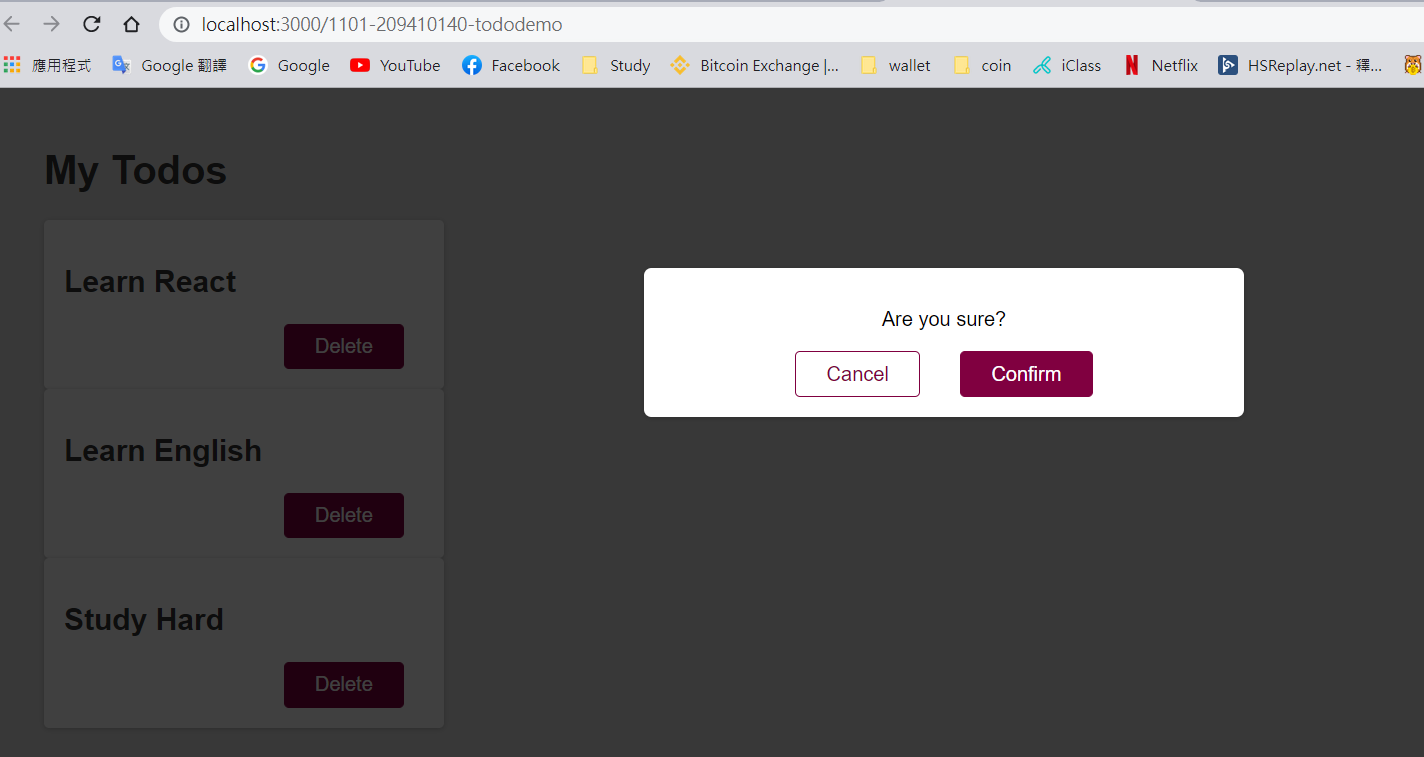 localhost:3000/1101-209410140-tododemo
應用程式 Google 翻譯 Google YouTube Facebook Study Bitcoin Exchange |... wallet coin iClass Netflix HSReplay.net - 釋...
My Todos
Learn React
Delete
Learn English
Delete
Study Hard
Delete
Are you sure?
Cancel Confirm